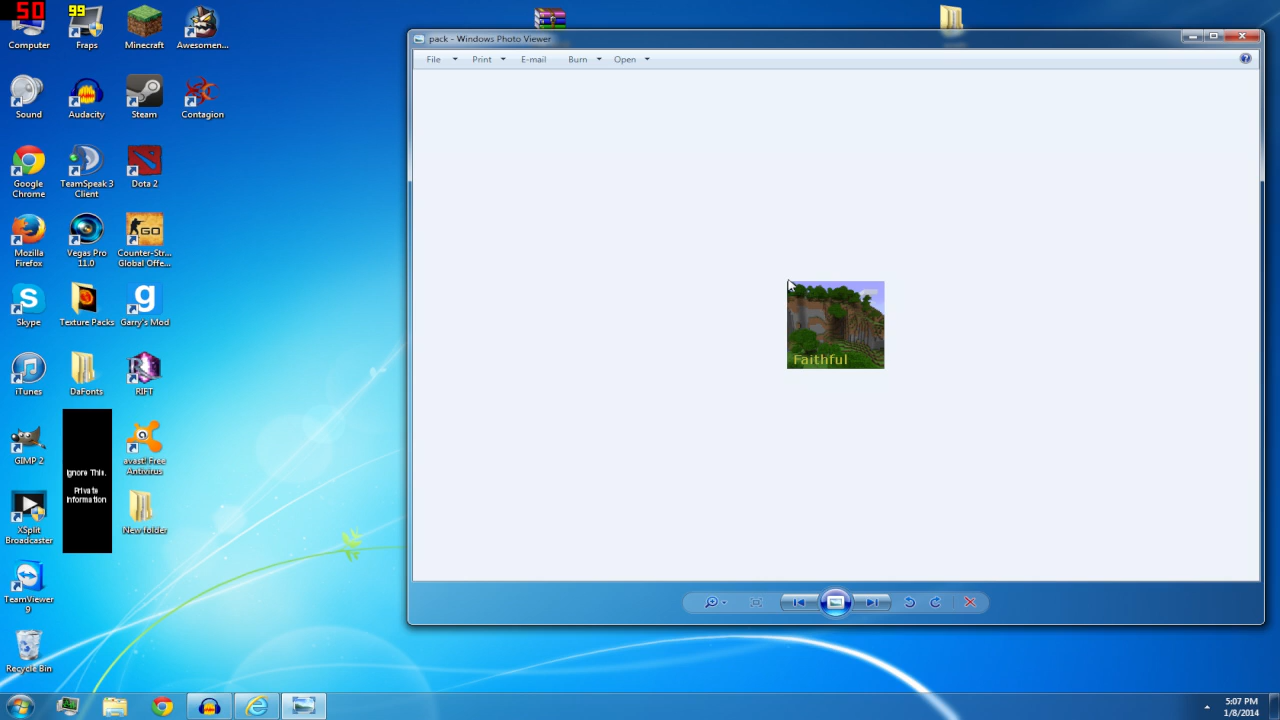 50
99
Computer
Fraps
Minecraft
Awesomen...
Sound
Audacity
Steam
Contagion
Google
Chrome
TeamSpeak 3
Client
Dota 2
Mozilla
Firefox
Vegas Pro
11.0
GO
Counter-Str...
Global Offe...
S
Skype
Texture Packs
g
Garry's Mod
iTunes
DaFonts
RIFT
GIMP 2
Ignore This.
Private
Information
avast! Free
Antivirus
XSplit
Broadcaster
New folder
TeamViewer
9
Recycle Bin
pack - Windows Photo Viewer
File
Print
E-mail
Burn
Open
Faithful
5:07 PM
1/8/2014